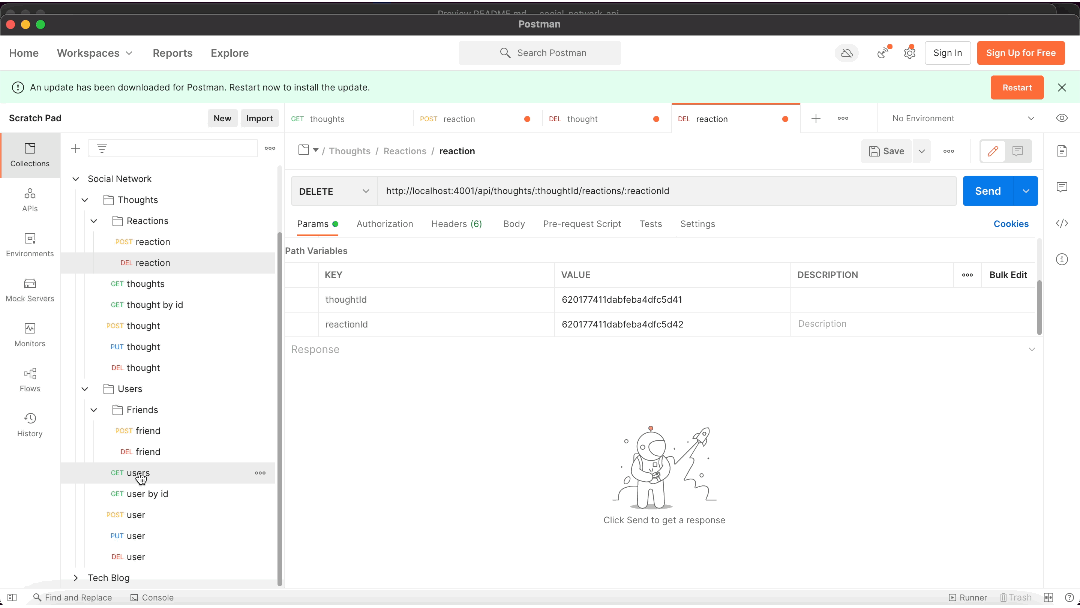 Preview README.md — social_network_api
Postman
Home Workspaces Reports Explore Search Postman Sign In Sign Up for Free
An update has been downloaded for Postman. Restart now to install the update. Restart
Scratch Pad New Import GET thoughts POST reaction DEL thought DEL reaction No Environment
Collections
APIs
Environments
Mock Servers
Monitors
Flows
History
Social Network
Thoughts
Reactions
POST reaction
DEL reaction
GET thoughts
GET thought by id
POST thought
PUT thought
DEL thought
Users
Friends
POST friend
DEL friend
GET users
GET user by id
POST user
PUT user
DEL user
Tech Blog
/ Thoughts / Reactions / reaction Save
DELETE http://localhost:4001/api/thoughts/:thoughtId/reactions/:reactionId Send
Params Authorization Headers (6) Body Pre-request Script Tests Settings Cookies
Path Variables
KEY VALUE DESCRIPTION Bulk Edit
thoughtId 620177411dabfeba4dfc5d41
reactionId 620177411dabfeba4dfc5d42 Description
Response
Click Send to get a response
Find and Replace Console Runner Trash